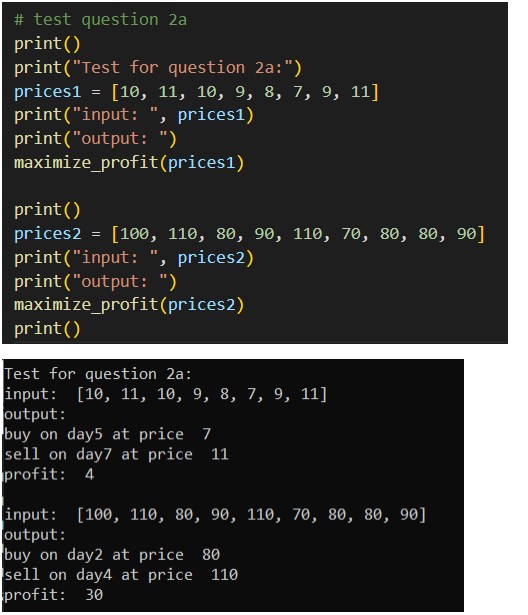 # test question 2a
print()
print("Test for question 2a:")
prices1 = [10, 11, 10, 9, 8, 7, 9, 11]
print("input: ", prices1)
print("output: ")
maximize_profit(prices1)
print()
prices2 = [100, 110, 80, 90, 110, 70, 80, 80, 90]
print("input: ", prices2)
print("output: ")
maximize_profit(prices2)
print()
Test for question 2a:
input:  [10, 11, 10, 9, 8, 7, 9, 11]
output:
buy on day5 at price  7
sell on day7 at price  11
profit:  4
input:  [100, 110, 80, 90, 110, 70, 80, 80, 90]
output:
buy on day2 at price  80
sell on day4 at price  110
profit:  30